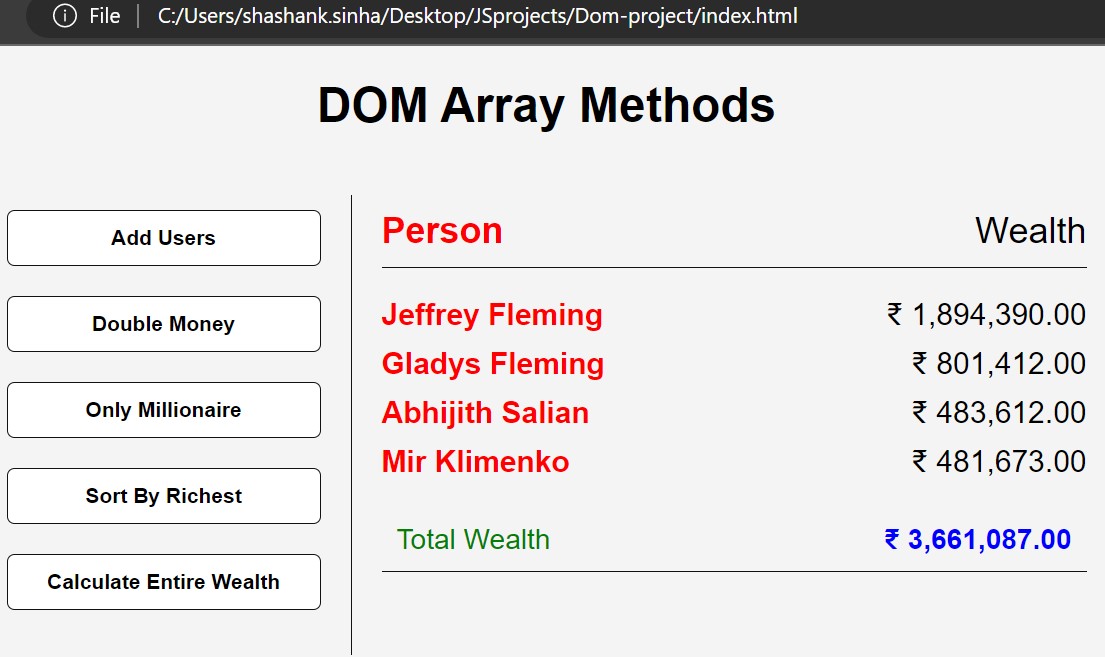 File C:/Users/shashank.sinha/Desktop/JSprojects/Dom-project/index.html
DOM Array Methods
Add Users
Double Money
Only Millionaire
Sort By Richest
Calculate Entire Wealth
Person Wealth
Jeffrey Fleming ₹ 1,894,390.00
Gladys Fleming ₹ 801,412.00
Abhijith Salian ₹ 483,612.00
Mir Klimenko ₹ 481,673.00
Total Wealth ₹ 3,661,087.00